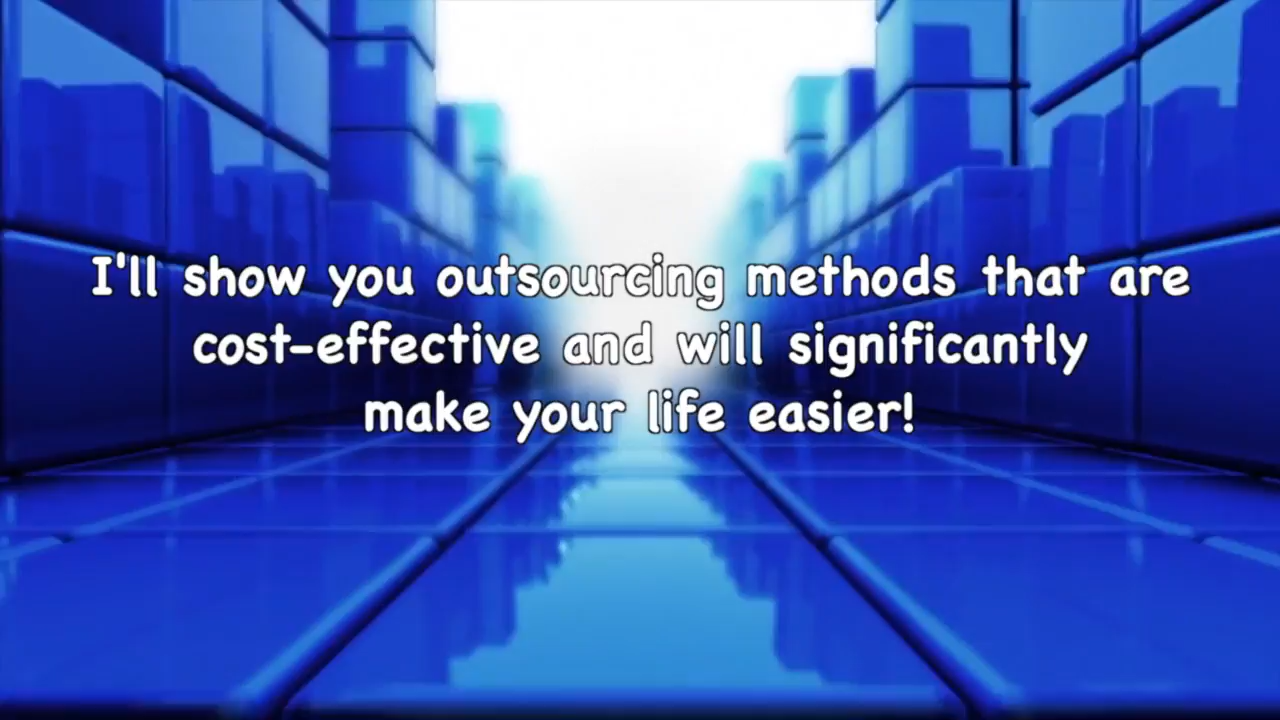 I'll show you outsourcing methods that are
cost-effective and will significantly
make your life easier!